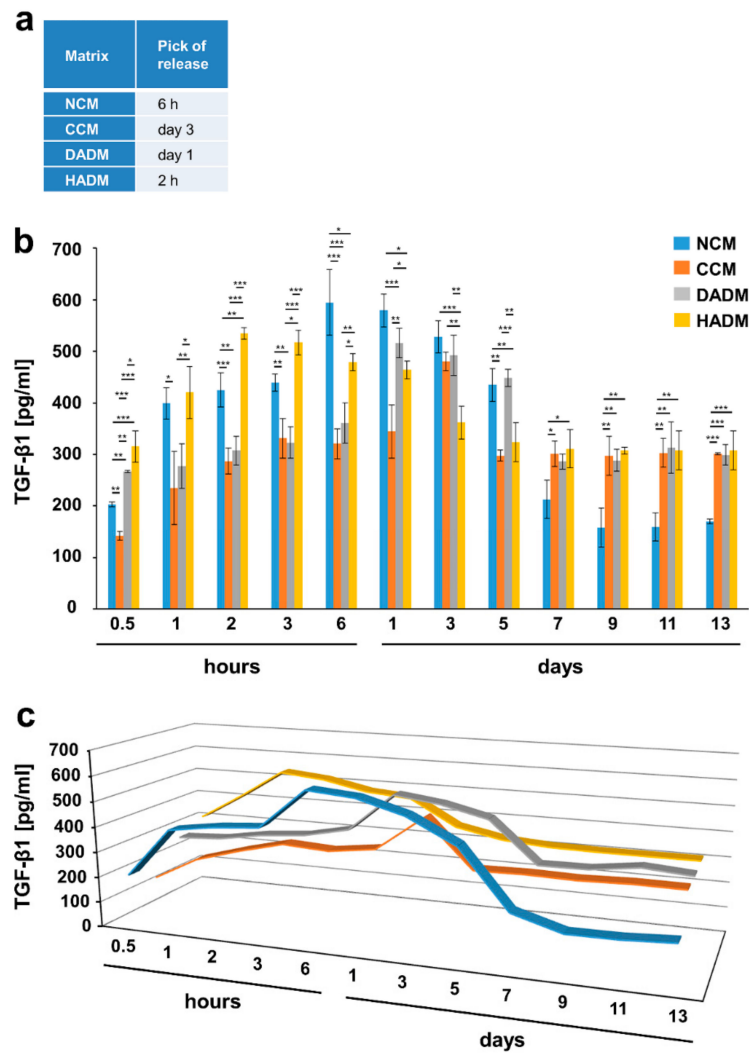 a
Matrix Pick of
release
NCM 6 h
CCM day 3
DADM day 1
HADM 2 h
b
700
600
500
400
300
200
100
0
TGF-β1 [pg/ml]
NCM
CCM
DADM
HADM
0.5 1 2 3 6 1 3 5 7 9 11 13
hours days
c
700
600
500
400
300
200
100
0
TGF-β1 [pg/ml]
0.5 1 2 3 6 1 3 5 7 9 11 13
hours days